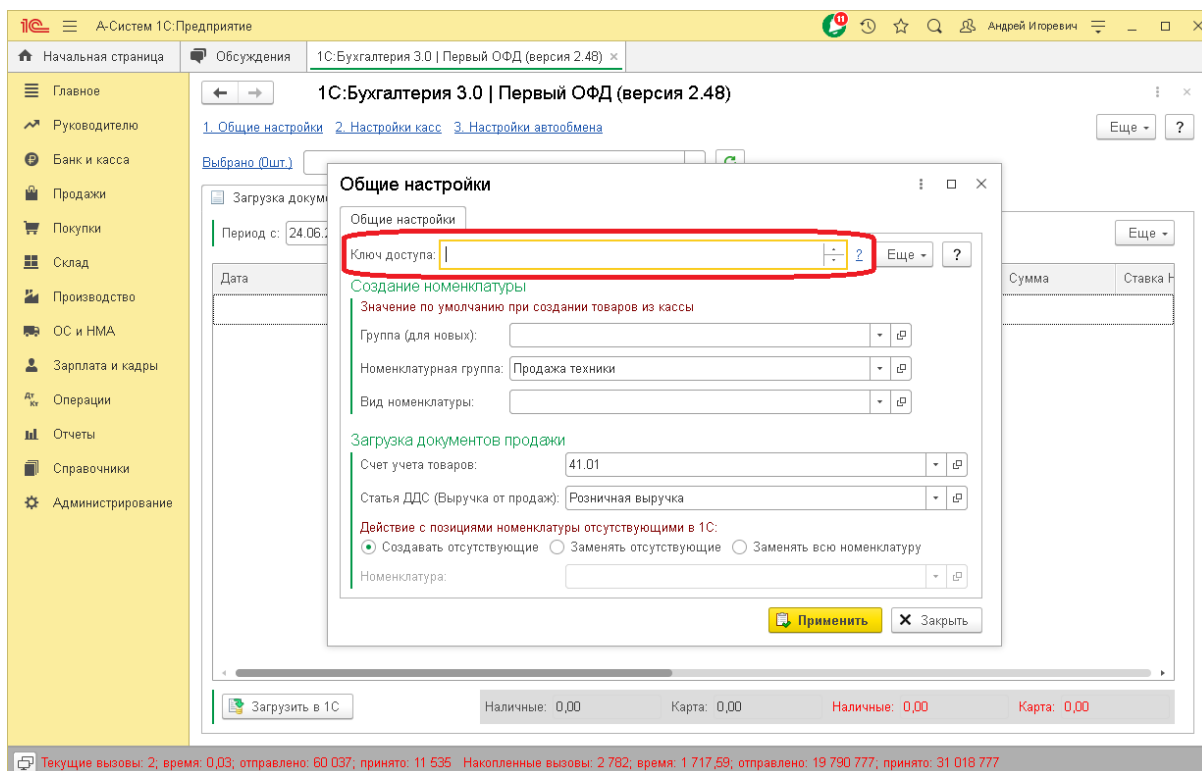 1С А-Систем 1С:Предприятие 11 Андрей Игоревич
Начальная страница Обсуждения 1С:Бухгалтерия 3.0 | Первый ОФД (версия 2.48) ×
Главное
Руководителю
Банк и касса
Продажи
Покупки
Склад
Производство
ОС и НМА
Зарплата и кадры
Дт Кт Операции
Отчеты
Справочники
Администрирование
1С:Бухгалтерия 3.0 | Первый ОФД (версия 2.48)
1. Общие настройки 2. Настройки касс 3. Настройки автообмена Еще ?
Выбрано (0шт.)
Загрузка докум
Период с: 24.06.2 Еще
Дата Сумма Ставка Н
Общие настройки
Общие настройки
Ключ доступа: ? Еще ?
Создание номенклатуры
Значение по умолчанию при создании товаров из кассы
Группа (для новых):
Номенклатурная группа: Продажа техники
Вид номенклатуры:
Загрузка документов продажи
Счет учета товаров: 41.01
Статья ДДС (Выручка от продаж): Розничная выручка
Действие с позициями номенклатуры отсутствующими в 1С:
Создавать отсутствующие Заменять отсутствующие Заменять всю номенклатуру
Номенклатура:
Применить Закрыть
Загрузить в 1С Наличные: 0,00 Карта: 0,00 Наличные: 0,00 Карта: 0,00
Текущие вызовы: 2; время: 0,03; отправлено: 60 037; принято: 11 535 Накопленные вызовы: 2 782; время: 1 717,59; отправлено: 19 790 777; принято: 31 018 777